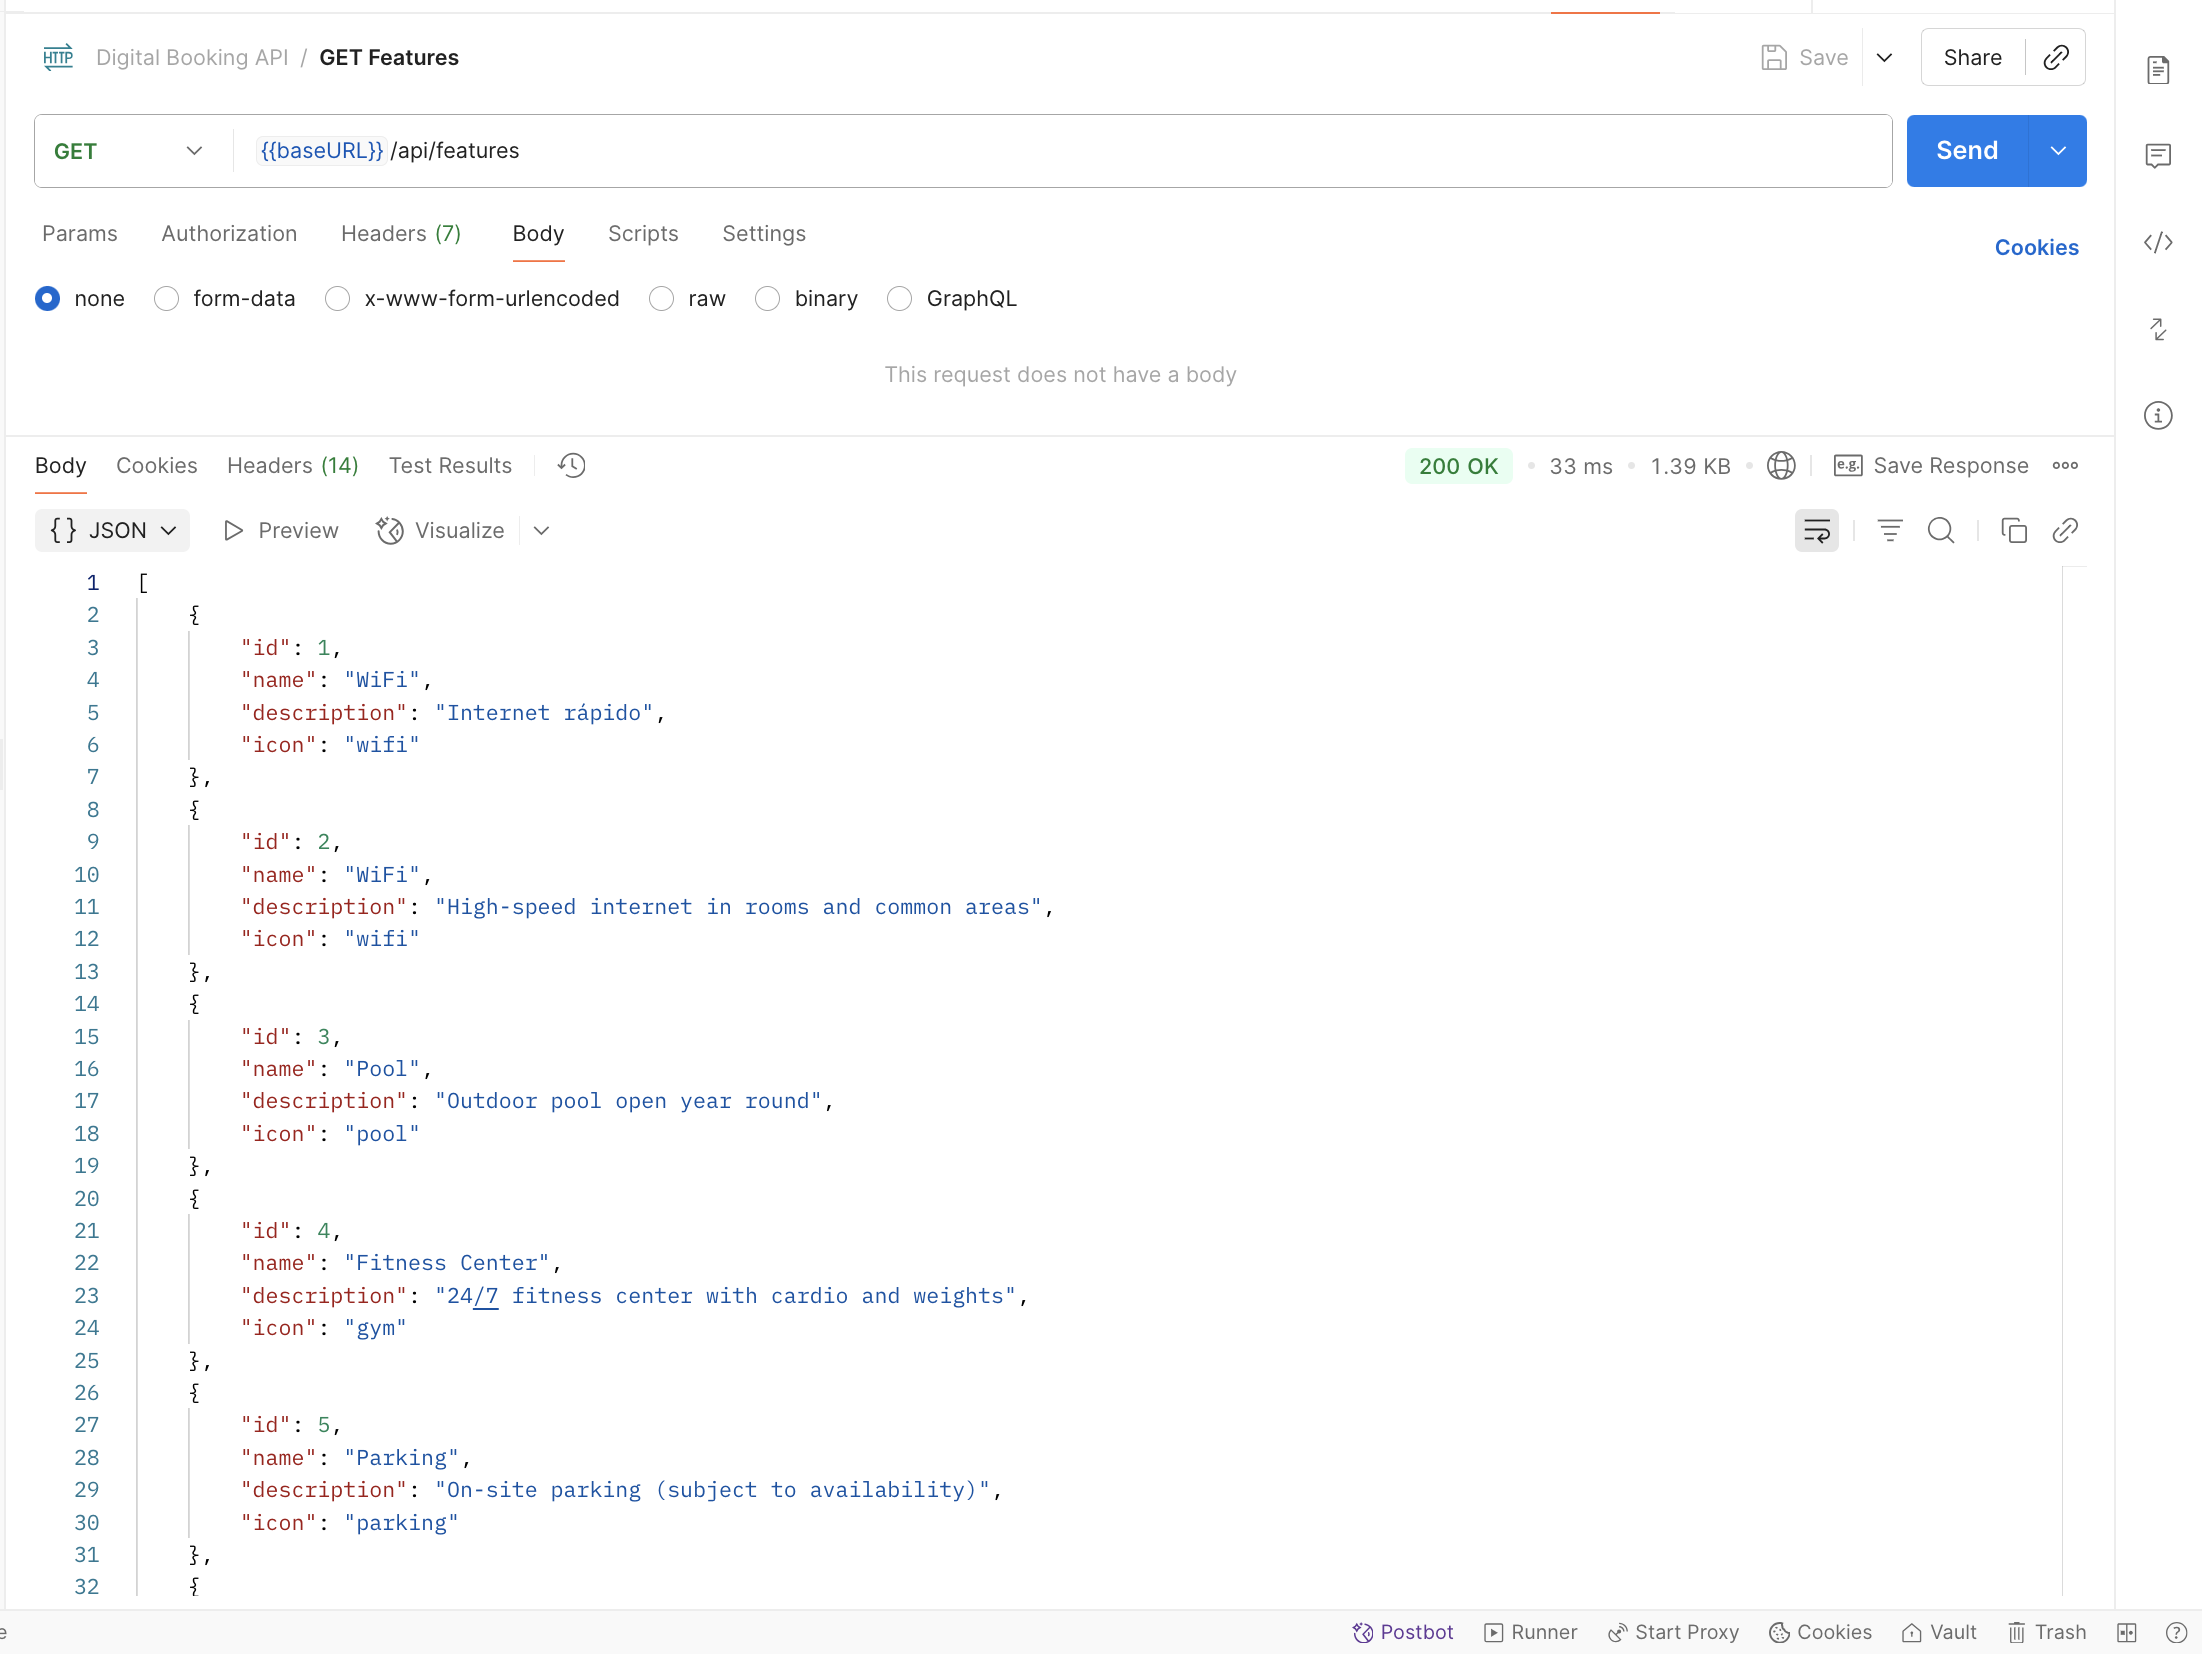 HTTP Digital Booking API / GET Features Save Share
GET {{baseURL}}/api/features Send
Params Authorization Headers (7) Body Scripts Settings Cookies
none form-data x-www-form-urlencoded raw binary GraphQL
This request does not have a body
Body Cookies Headers (14) Test Results 200 OK • 33 ms • 1.39 KB • e.g. Save Response
{} JSON Preview Visualize
1 [
2 {
3 "id": 1,
4 "name": "WiFi",
5 "description": "Internet rápido",
6 "icon": "wifi"
7 },
8 {
9 "id": 2,
10 "name": "WiFi",
11 "description": "High-speed internet in rooms and common areas",
12 "icon": "wifi"
13 },
14 {
15 "id": 3,
16 "name": "Pool",
17 "description": "Outdoor pool open year round",
18 "icon": "pool"
19 },
20 {
21 "id": 4,
22 "name": "Fitness Center",
23 "description": "24/7 fitness center with cardio and weights",
24 "icon": "gym"
25 },
26 {
27 "id": 5,
28 "name": "Parking",
29 "description": "On-site parking (subject to availability)",
30 "icon": "parking"
31 },
32 {
Postbot Runner Start Proxy Cookies Vault Trash